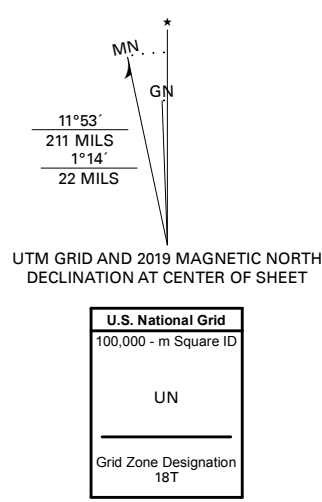 ★
MN
GN
11°53´
211 MILS
1°14´
22 MILS
UTM GRID AND 2019 MAGNETIC NORTH
DECLINATION AT CENTER OF SHEET
U.S. National Grid
100,000 - m Square ID
UN
Grid Zone Designation
18T